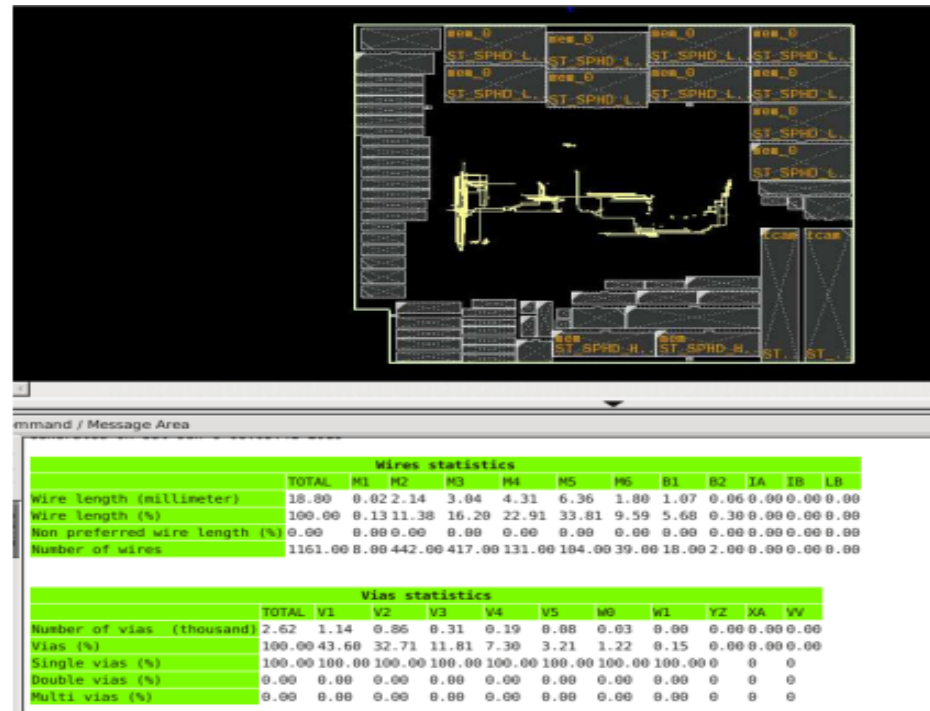 mem_0 mem_0 mem_0 mem_0
ST_SPHD_L.. ST_SPHD_L.. ST_SPHD_L.. ST_SPHD_L..
mem_0 mem_0 mem_0 mem_0
ST_SPHD_L.. ST_SPHD_L.. ST_SPHD_L.. ST_SPHD_L..
mem_0
ST_SPHD_L..
mem_0
ST_SPHD_L..
tcam tcam
mem mem
ST_SPHD_H.. ST_SPHD_H.. ST_.. ST_..
mmand / Message Area
Wires statistics
TOTAL M1 M2 M3 M4 M5 M6 B1 B2 IA IB LB
Wire length (millimeter) 18.80 0.02 2.14 3.04 4.31 6.36 1.80 1.07 0.06 0.00 0.00 0.00
Wire length (%) 100.00 0.13 11.38 16.20 22.91 33.81 9.59 5.68 0.30 0.00 0.00 0.00
Non preferred wire length (%) 0.00 0.00 0.00 0.00 0.00 0.00 0.00 0.00 0.00 0.00 0.00 0.00
Number of wires 1161.00 8.00 442.00 417.00 131.00 104.00 39.00 18.00 2.00 0.00 0.00 0.00
Vias statistics
TOTAL V1 V2 V3 V4 V5 W0 W1 YZ XA VV
Number of vias (thousand) 2.62 1.14 0.86 0.31 0.19 0.08 0.03 0.00 0.00 0.00 0.00
Vias (%) 100.00 43.60 32.71 11.81 7.30 3.21 1.22 0.15 0.00 0.00 0.00
Single vias (%) 100.00 100.00 100.00 100.00 100.00 100.00 100.00 100.00 0 0 0
Double vias (%) 0.00 0.00 0.00 0.00 0.00 0.00 0.00 0.00 0 0 0
Multi vias (%) 0.00 0.00 0.00 0.00 0.00 0.00 0.00 0.00 0 0 0